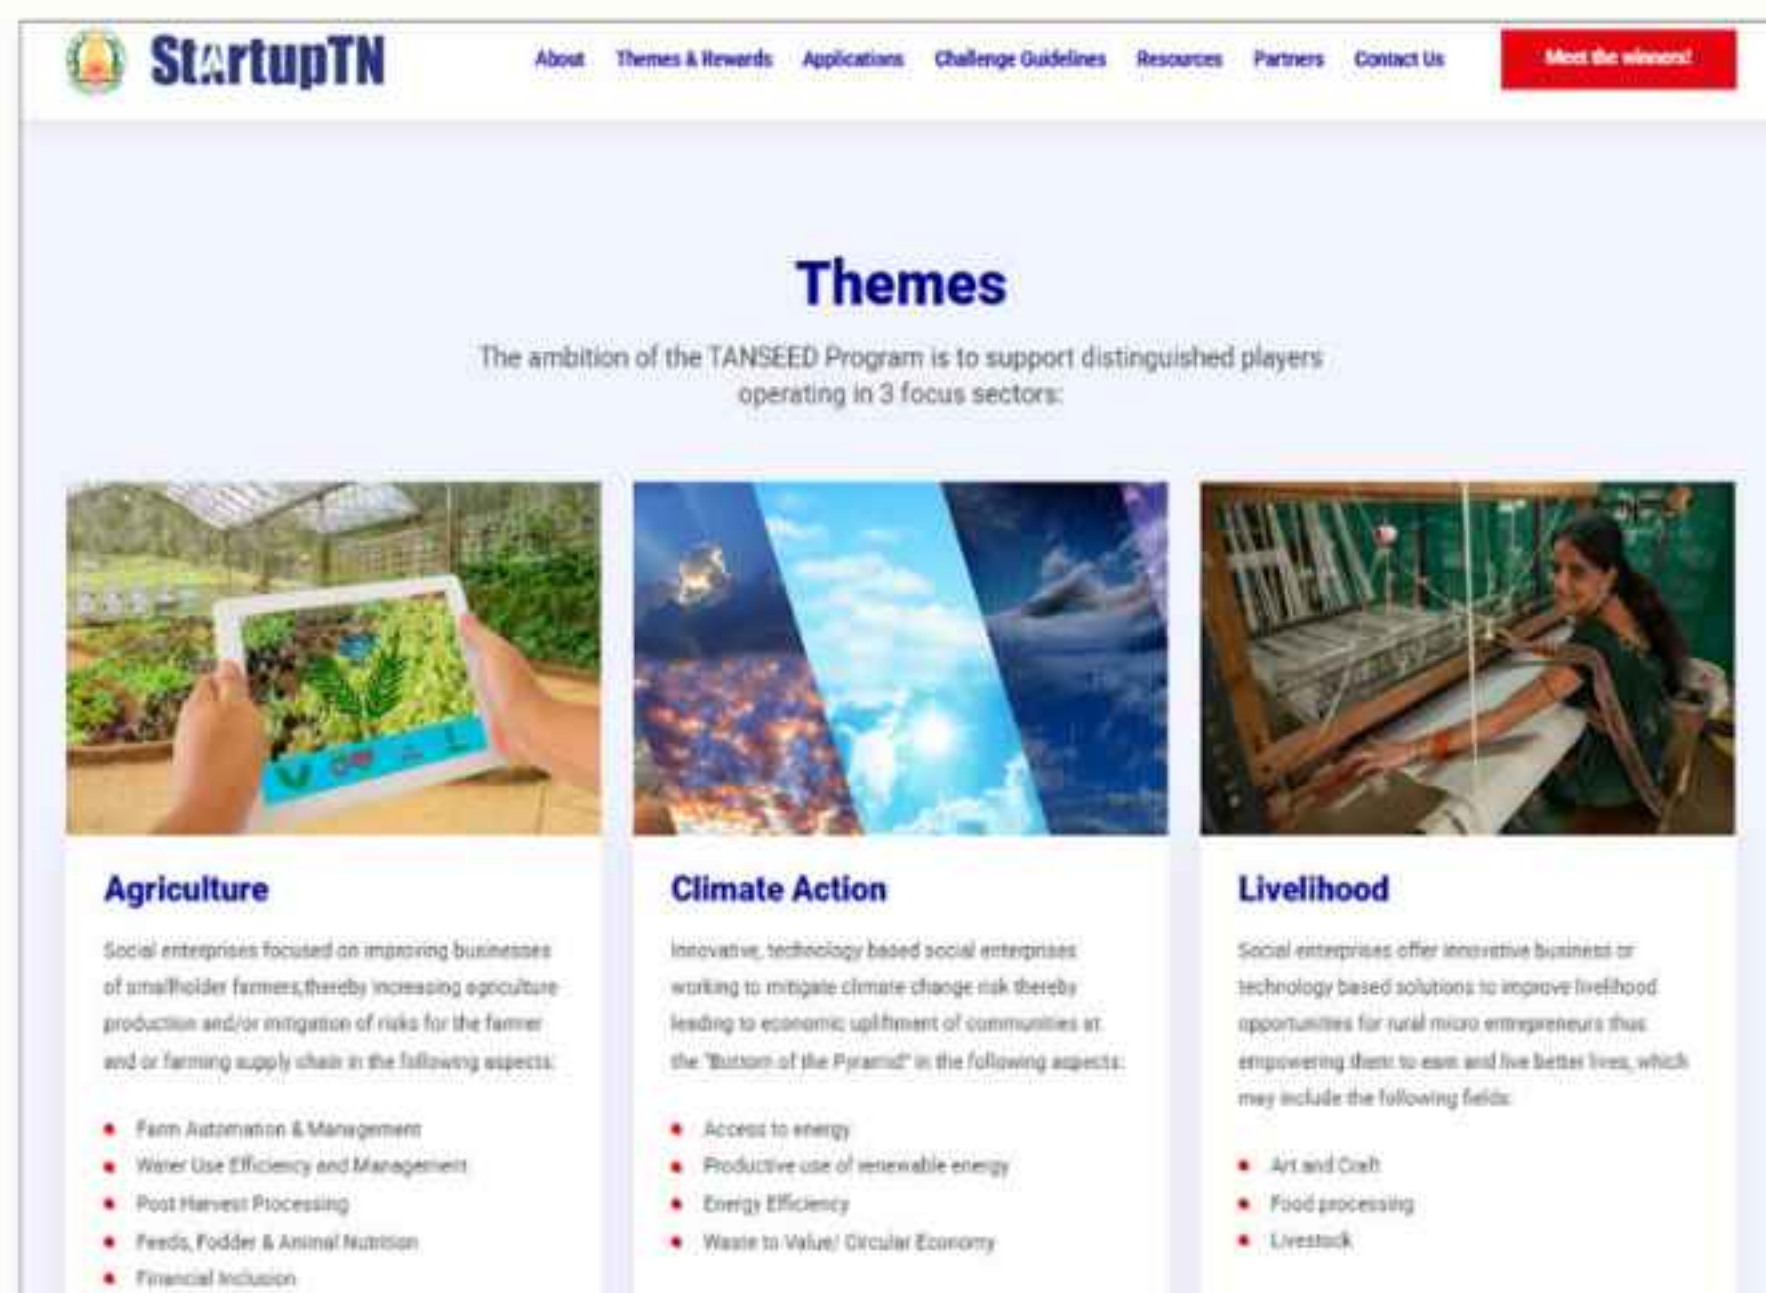 StartupTN
About Themes & Rewards Applications Challenge Guidelines Resources Partners Contact Us Meet the winners!
Themes
The ambition of the TANSEED Program is to support distinguished players
operating in 3 focus sectors:
Agriculture
Social enterprises focused on improving businesses
of smallholder farmers,thereby increasing agriculture
production and/or mitigation of risks for the farmer
and or farming supply chain in the following aspects:
Farm Automation & Management
Water Use Efficiency and Management
Post Harvest Processing
Feeds, Fodder & Animal Nutrition
Financial Inclusion
Climate Action
Innovative, technology based social enterprises
working to mitigate climate change risk thereby
leading to economic upliftment of communities at
the "Bottom of the Pyramid" in the following aspects:
Access to energy
Productive use of renewable energy
Energy Efficiency
Waste to Value/ Circular Economy
Livelihood
Social enterprises offer innovative business or
technology based solutions to improve livelihood
opportunities for rural micro entrepreneurs thus
empowering them to earn and live better lives, which
may include the following fields:
Art and Craft
Food processing
Livestock